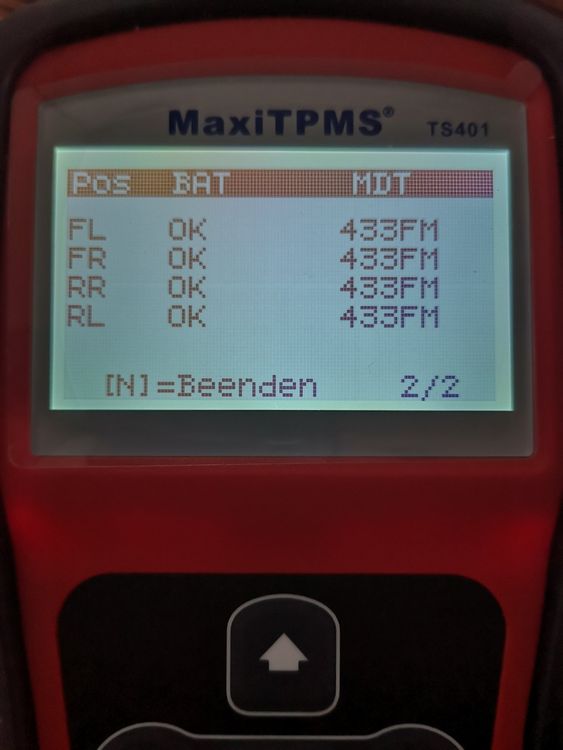 MaxiTPMS® TS401
Pos BAT MDT
FL OK 433FM
FR OK 433FM
RR OK 433FM
RL OK 433FM
[N]=Beenden 2/2